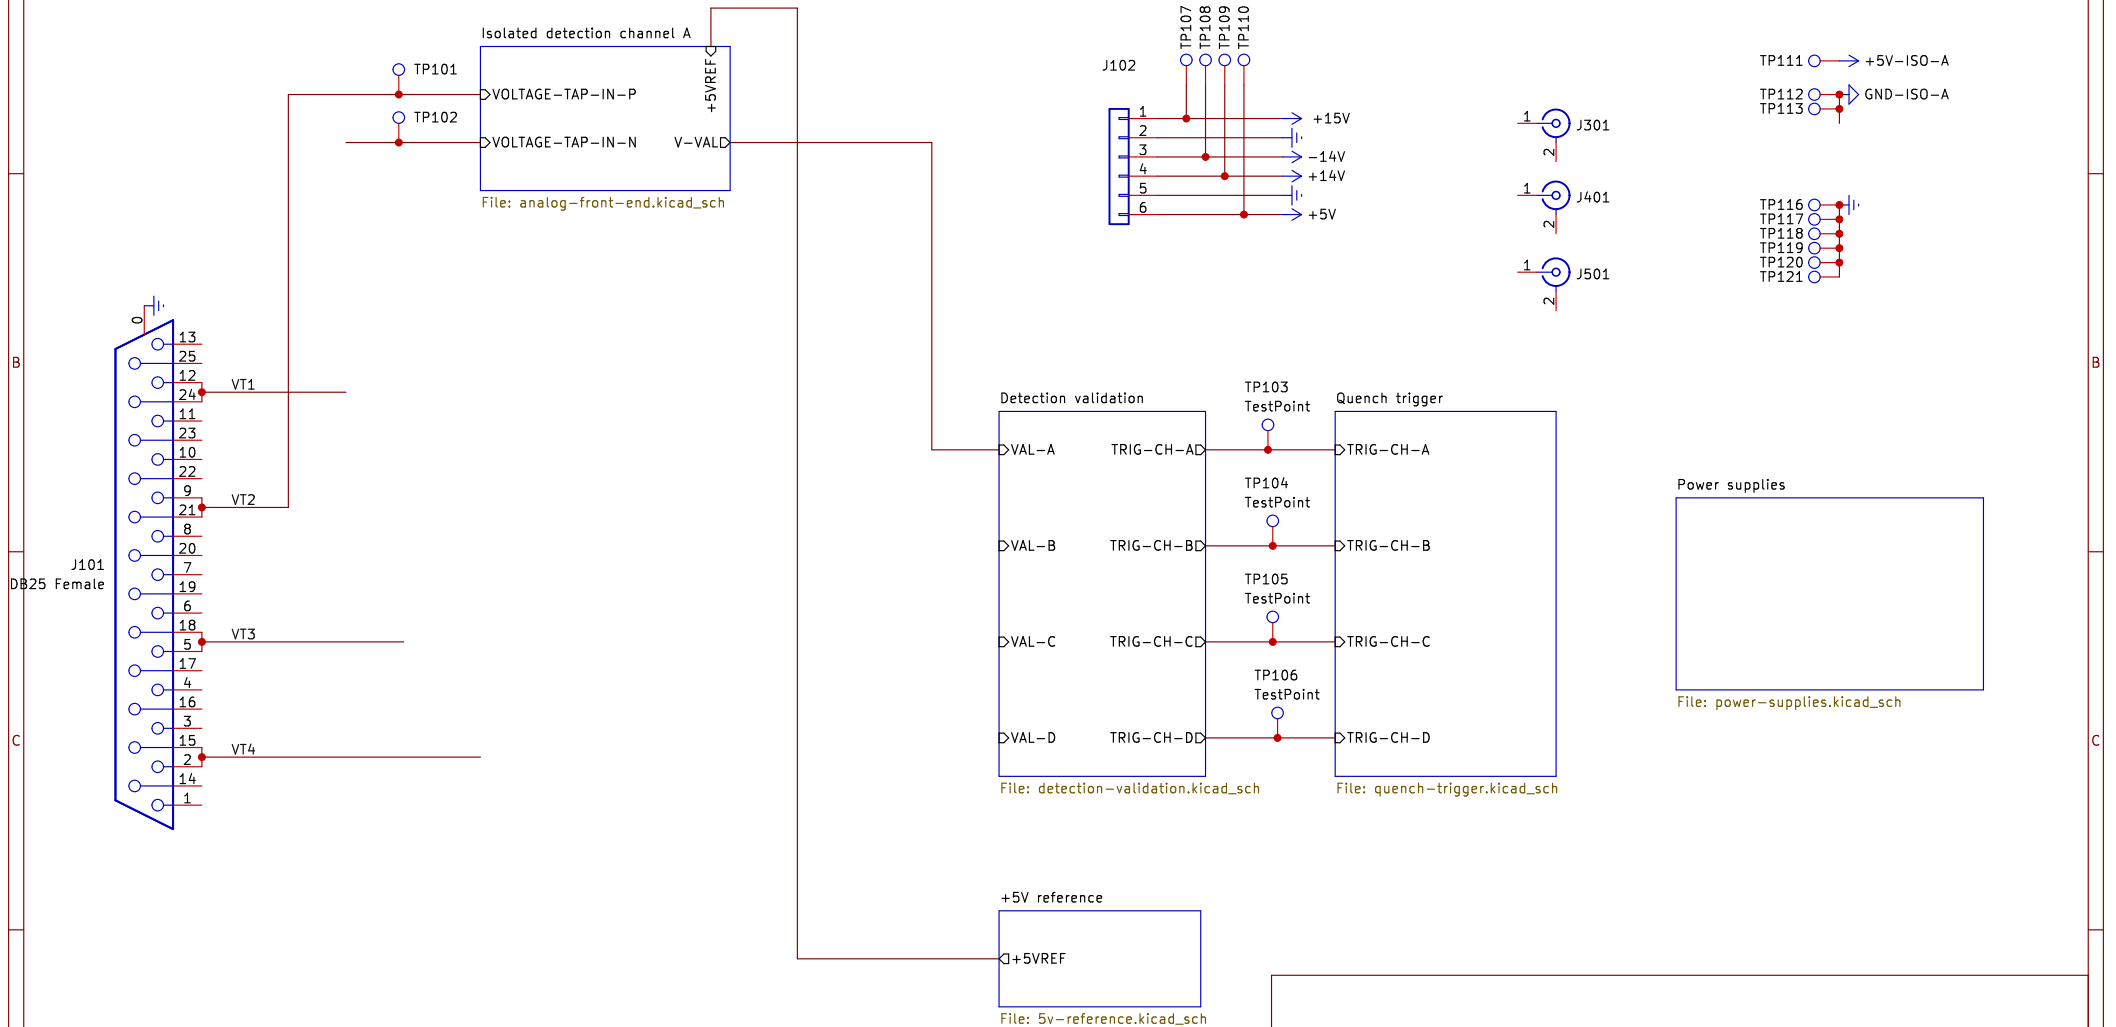 Isolated detection channel A
+5VREF
TP101
VOLTAGE-TAP-IN-P
TP102
VOLTAGE-TAP-IN-N
V-VAL
File: analog-front-end.kicad_sch
TP107
TP108
TP109
TP110
J102
1
+15V
2
3
-14V
4
+14V
5
6
+5V
1
J301
2
1
J401
2
1
J501
2
TP111
+5V-ISO-A
TP112
GND-ISO-A
TP113
TP116
TP117
TP118
TP119
TP120
TP121
B
B
C
C
0
13
25
12
VT1
24
11
23
10
22
9
VT2
21
8
20
J101
DB25 Female
7
19
6
18
VT3
5
17
4
16
3
15
VT4
2
14
1
Detection validation
VAL-A
TRIG-CH-A
VAL-B
TRIG-CH-B
VAL-C
TRIG-CH-C
VAL-D
TRIG-CH-D
File: detection-validation.kicad_sch
TP103
TestPoint
TP104
TestPoint
TP105
TestPoint
TP106
TestPoint
Quench trigger
TRIG-CH-A
TRIG-CH-B
TRIG-CH-C
TRIG-CH-D
File: quench-trigger.kicad_sch
Power supplies
File: power-supplies.kicad_sch
+5V reference
+5VREF
File: 5v-reference.kicad_sch